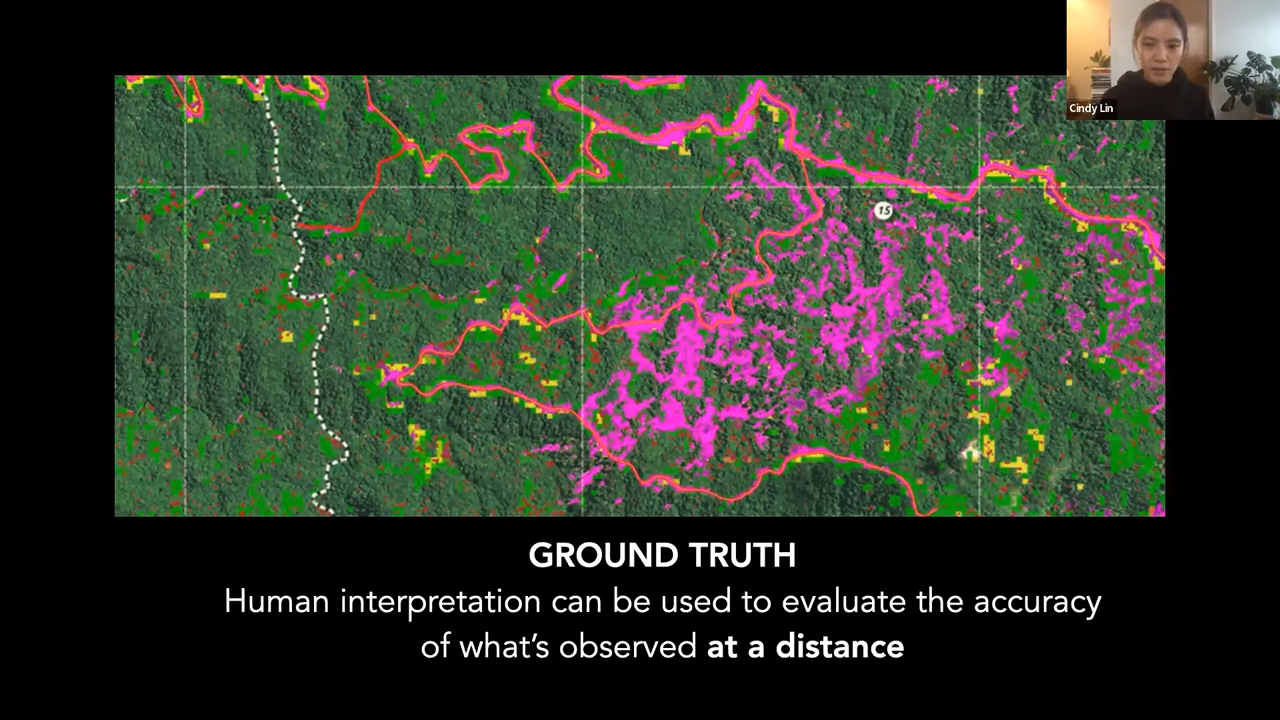 Cindy Lin
15
GROUND TRUTH
Human interpretation can be used to evaluate the accuracy
of what's observed at a distance